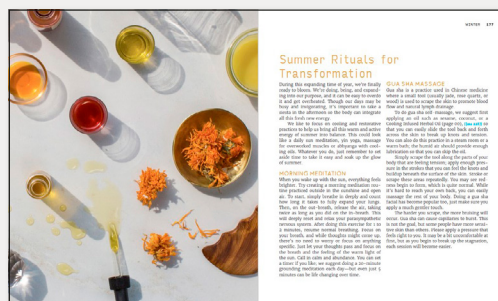 WINTER 277
Summer Rituals for
Transformation
During this expanding time of year, we're finally
ready to bloom. We're doing, being, and expand-
ing into our purpose, and it can be easy to overdo
it and get overheated. Though our days may be
busy and invigorating, it's important to take a
siesta in the afternoon so the body can integrate
all this fresh new energy.
We like to focus on cooling and restorative
practices to help us bring all this warm and active
energy of summer into balance. This could look
like a daily sun meditation, yin yoga, massage
for overworked muscles or abhyanga with cool-
ing oils. Whatever you do, just remember to set
aside time to take it easy and soak up the glow
of summer.
MORNING MEDITATION
When you wake up with the sun, everything feels
brighter. Try creating a morning meditation rou-
tine practiced outside in the sunshine and open
air. To start, simply breathe in deeply and count
how long it takes to fully expand your lungs.
Then, on the out-breath, release the air, taking
twice as long as you did on the in-breath. This
will deeply reset and relax your parasympathetic
nervous system. After doing this exercise for 1 to
2 minutes, resume normal breathing. Focus on
your breath, and while thoughts might come up,
there's no need to worry or focus on anything
specific. Just let your thoughts pass and focus on
the breath and the feeling of the warm light of
the sun. Call in calm and abundance. You can set
a timer if you like; we suggest doing a 20-minute
grounding meditation each day—but even just 5
minutes can be life changing over time.
GUA SHA MASSAGE
Gua sha is a practice used in Chinese medicine
where a small tool (usually jade, rose quartz, or
wood) is used to scrape the skin to promote blood
flow and natural lymph drainage.
To do gua sha self-massage, we suggest first
applying an oil such as sesame, coconut, or a
Cooling Infused Herbal Oil (page
that you can easily slide the tool back and forth
across the skin to break up knots and tension.
You can also do this practice in a steam room or a
warm bath; the humid air should provide enough
lubrication so that you can skip the oil.
Simply scrape the tool along the parts of your
body that are feeling tension, apply enough pres-
sure in the strokes that you can feel the knots and
buildup beneath the surface of the skin. Stroke or
scrape these areas repeatedly. You may see red-
ness begin to form, which is quite normal. While
it's hard to reach your own back, you can easily
massage the rest of your body. Doing a gua sha
facial has become popular too, just make sure you
apply a much gentler touch.
The harder you scrape, the more bruising will
occur. Gua sha can cause capillaries to burst. This
is not the goal, but some people have more sensi-
tive skin than others. Please apply a pressure that
feels right to you. It may be a bit uncomfortable at
first, but as you begin to break up the stagnation,
each session will become easier.